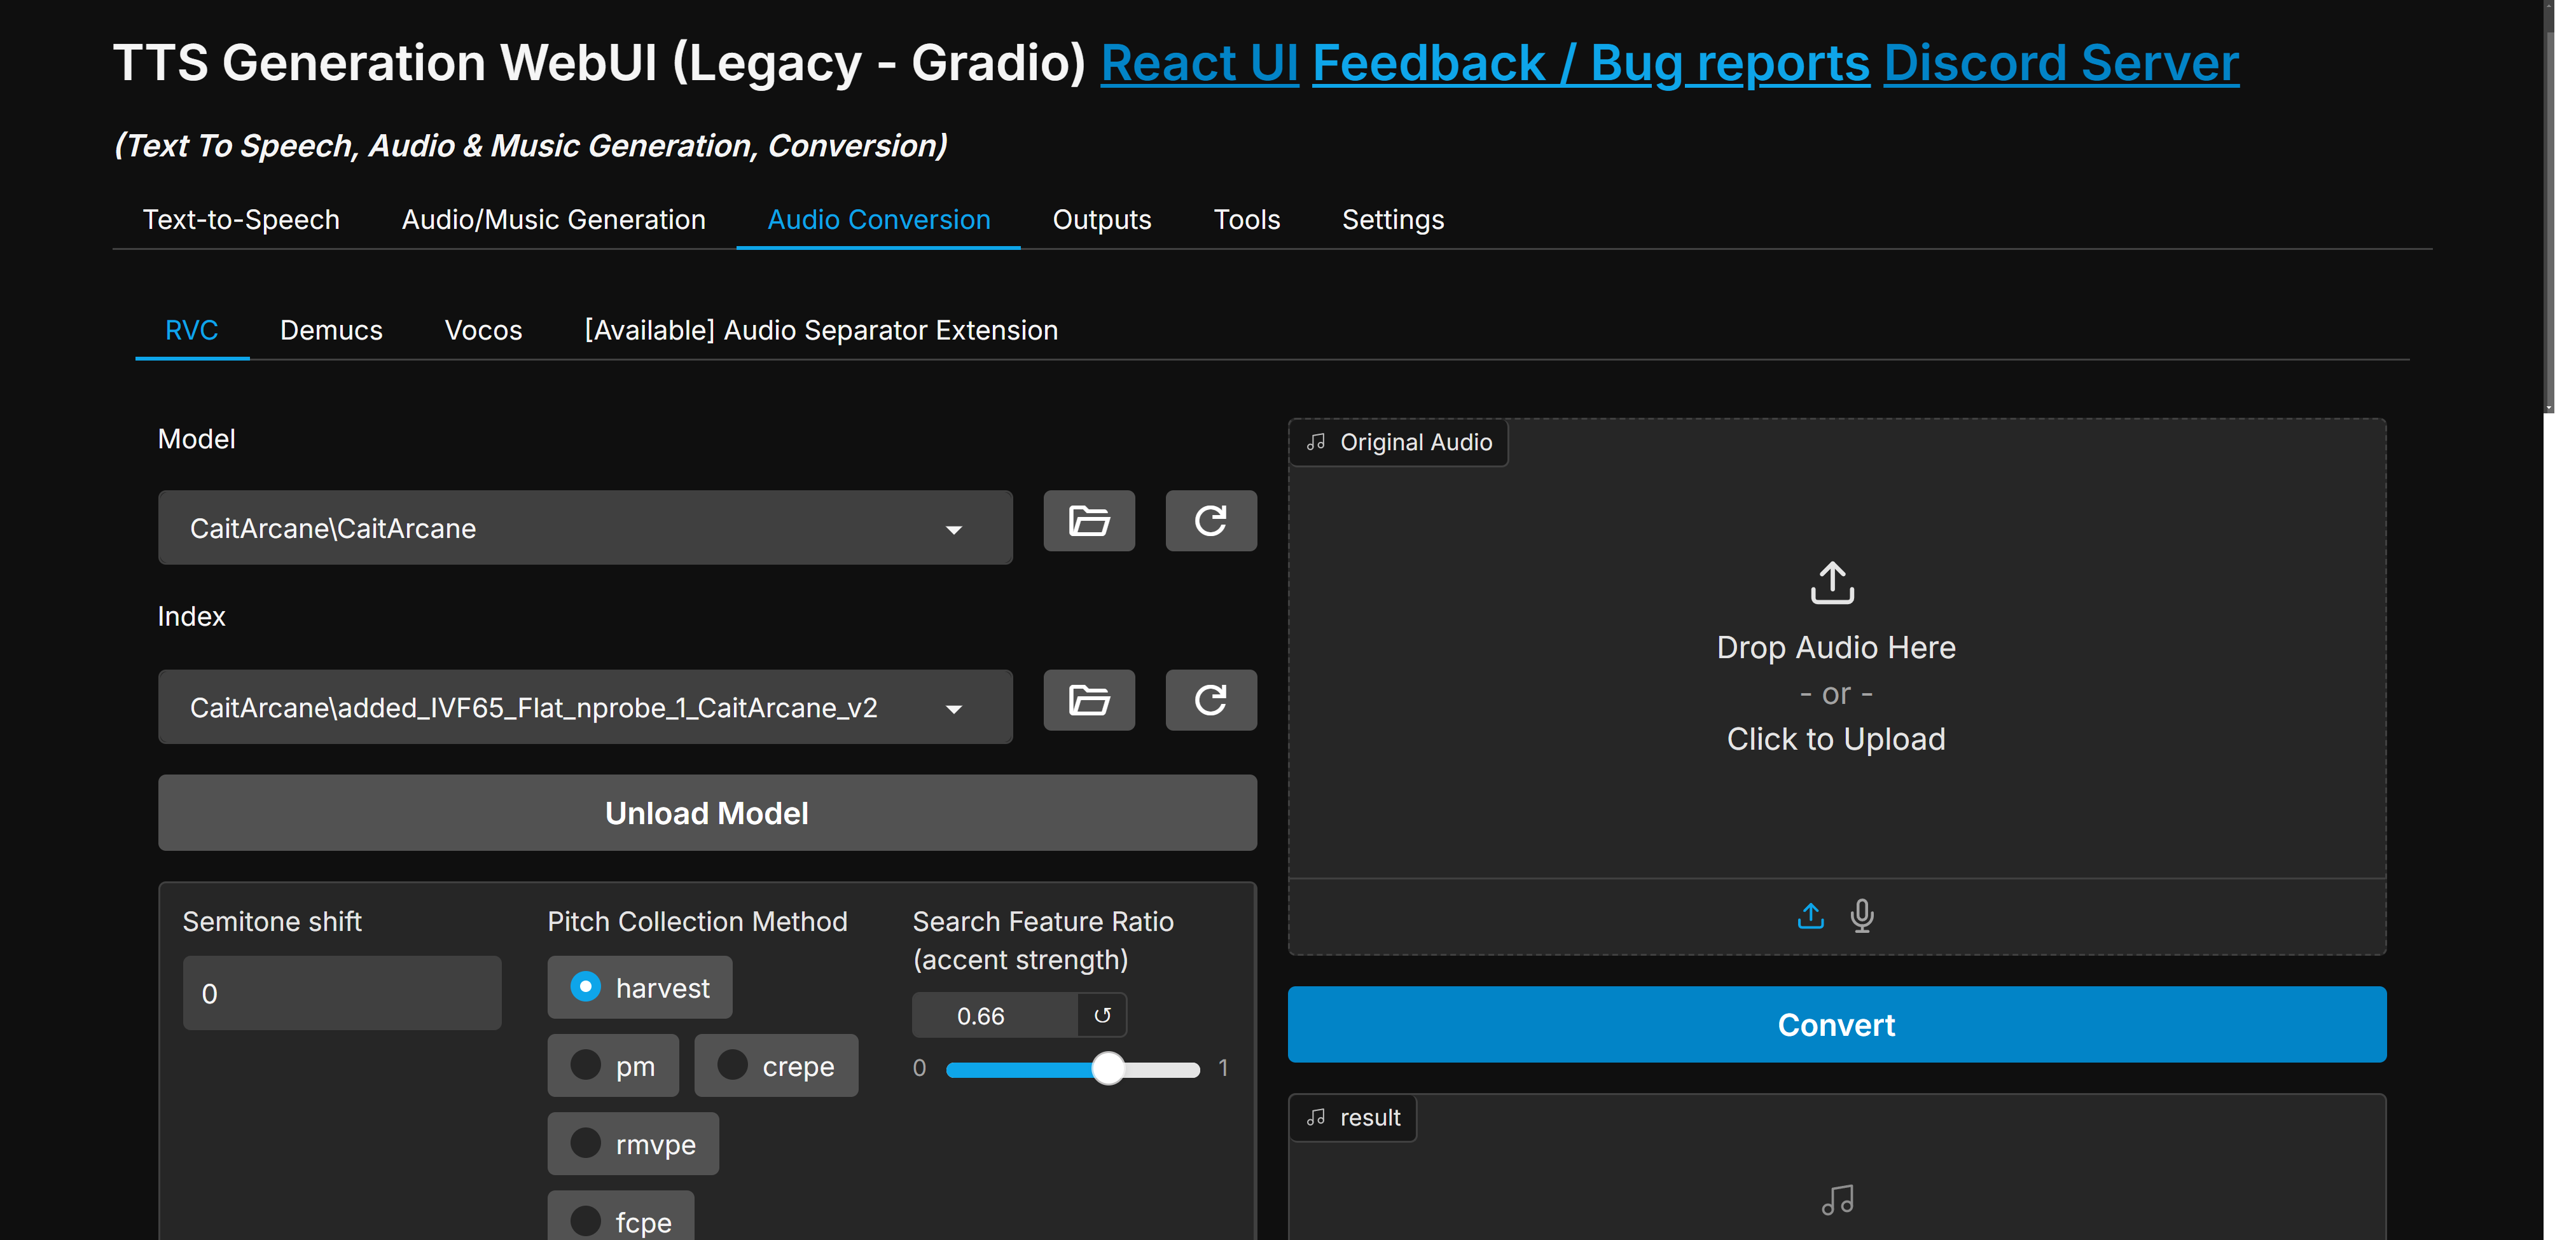 TTS Generation WebUI (Legacy - Gradio) React UI Feedback / Bug reports Discord Server
(Text To Speech, Audio & Music Generation, Conversion)
Text-to-Speech Audio/Music Generation Audio Conversion Outputs Tools Settings
RVC Demucs Vocos [Available] Audio Separator Extension
Model
CaitArcane\CaitArcane
Index
CaitArcane\added_IVF65_Flat_nprobe_1_CaitArcane_v2
Unload Model
Semitone shift
0
Pitch Collection Method
harvest
pm crepe
rmvpe
fcpe
Search Feature Ratio
(accent strength)
0.66
0 1
Original Audio
Drop Audio Here
- or -
Click to Upload
Convert
result